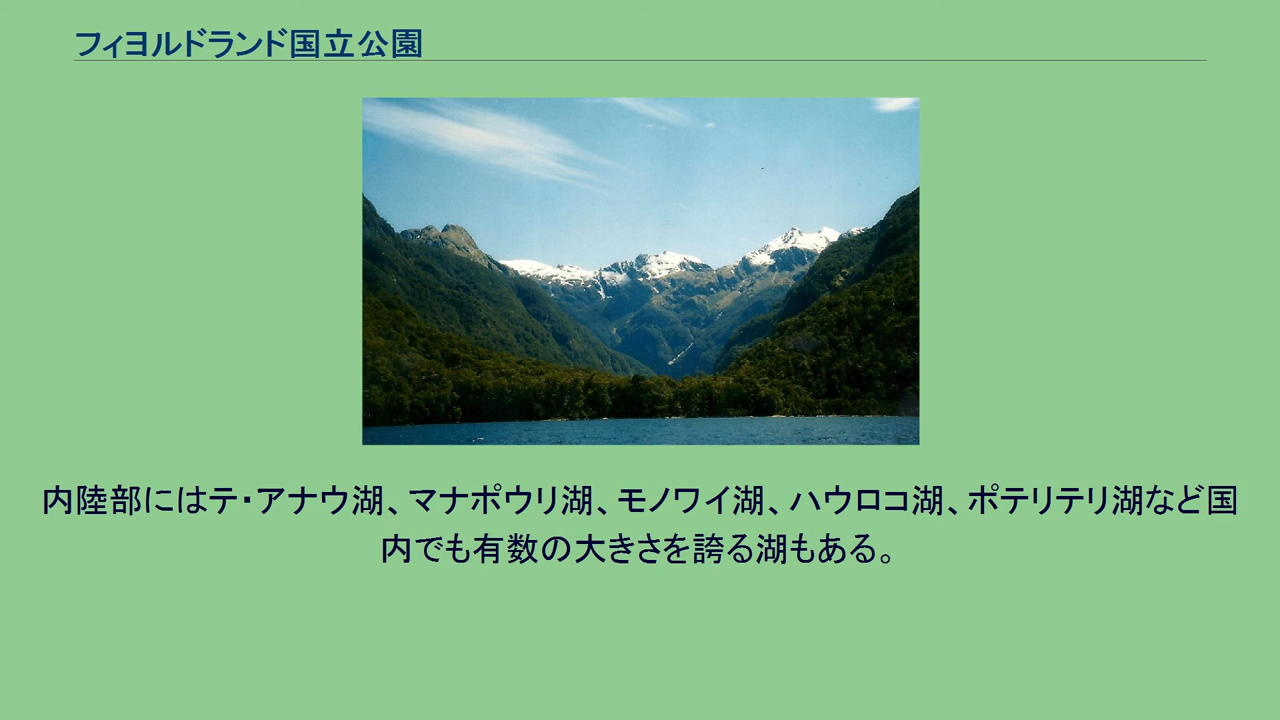 フィヨルドランド国立公園
内陸部にはテ・アナウ湖、マナポウリ湖、モノワイ湖、ハウロコ湖、ポテリテリ湖など国
内でも有数の大きさを誇る湖もある。